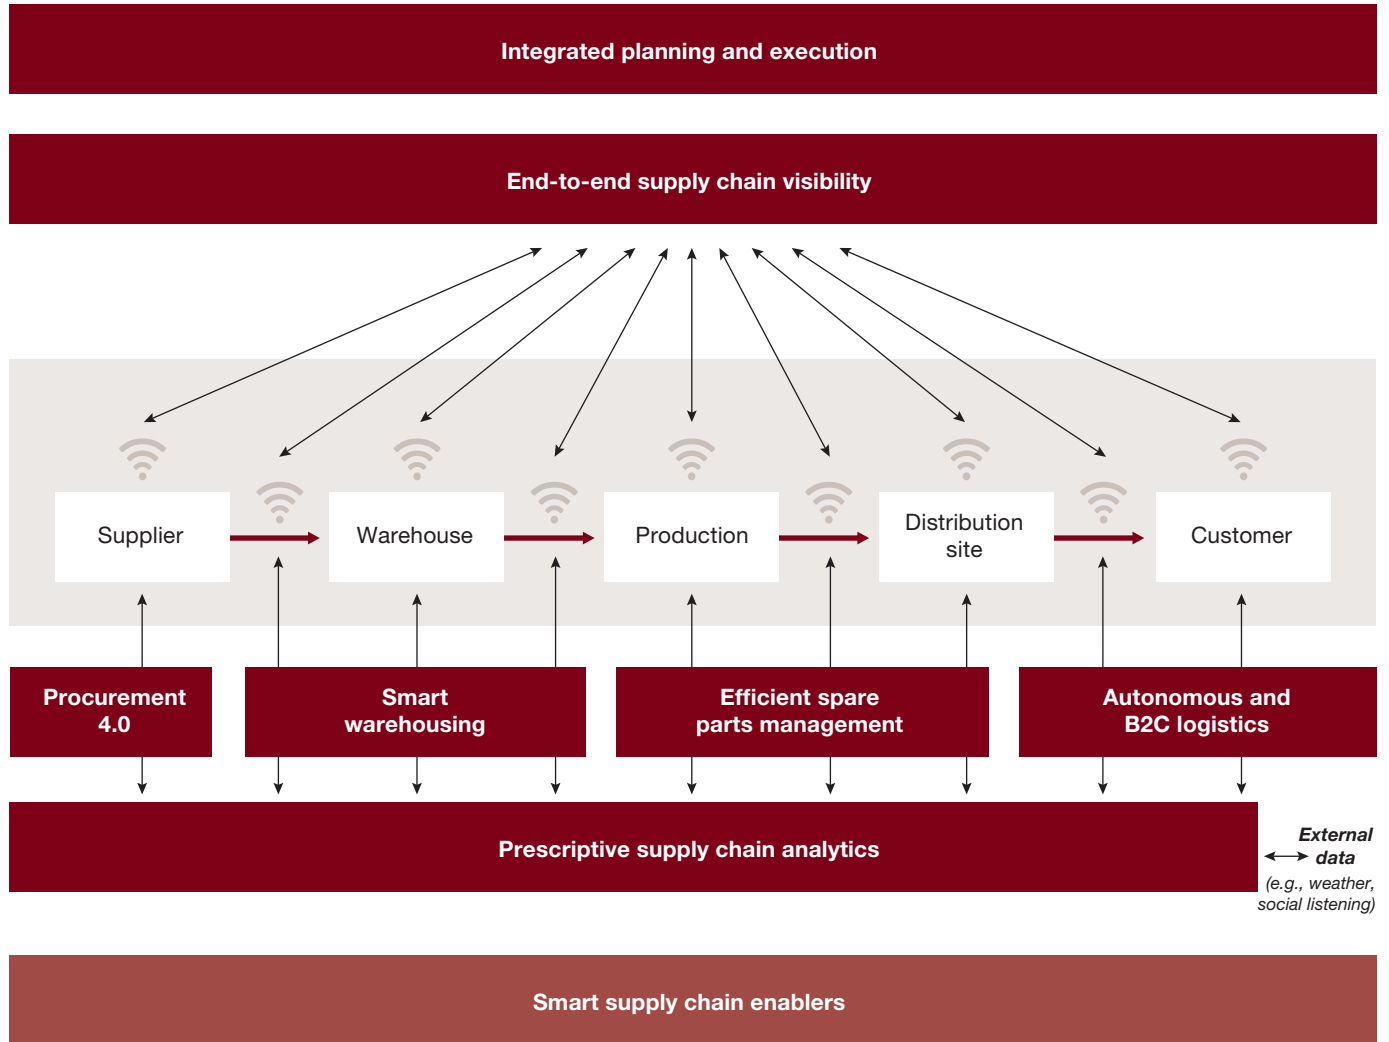 Integrated planning and execution
End-to-end supply chain visibility
Supplier
Warehouse
Production
Distribution
site
Customer
Procurement
4.0
Smart
warehousing
Efficient spare
parts management
Autonomous and
B2C logistics
Prescriptive supply chain analytics
External
data
(e.g., weather,
social listening)
Smart supply chain enablers